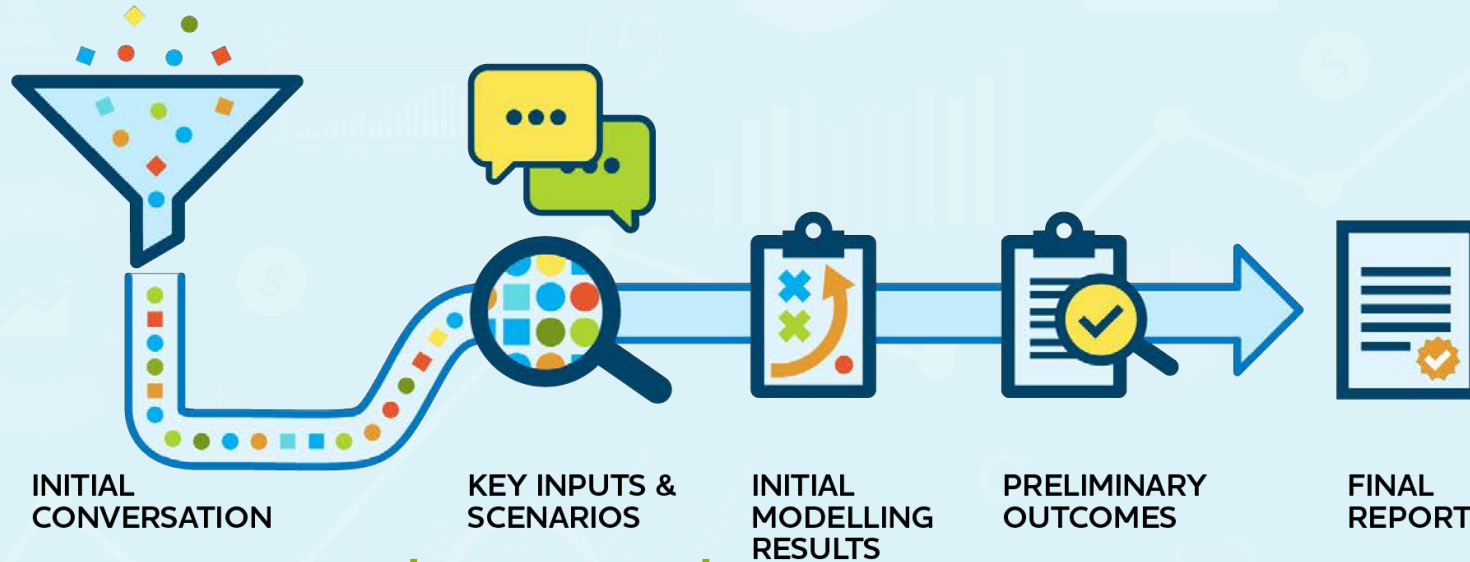 INITIAL
CONVERSATION
KEY INPUTS &
SCENARIOS
INITIAL
MODELLING
RESULTS
PRELIMINARY
OUTCOMES
FINAL
REPORT